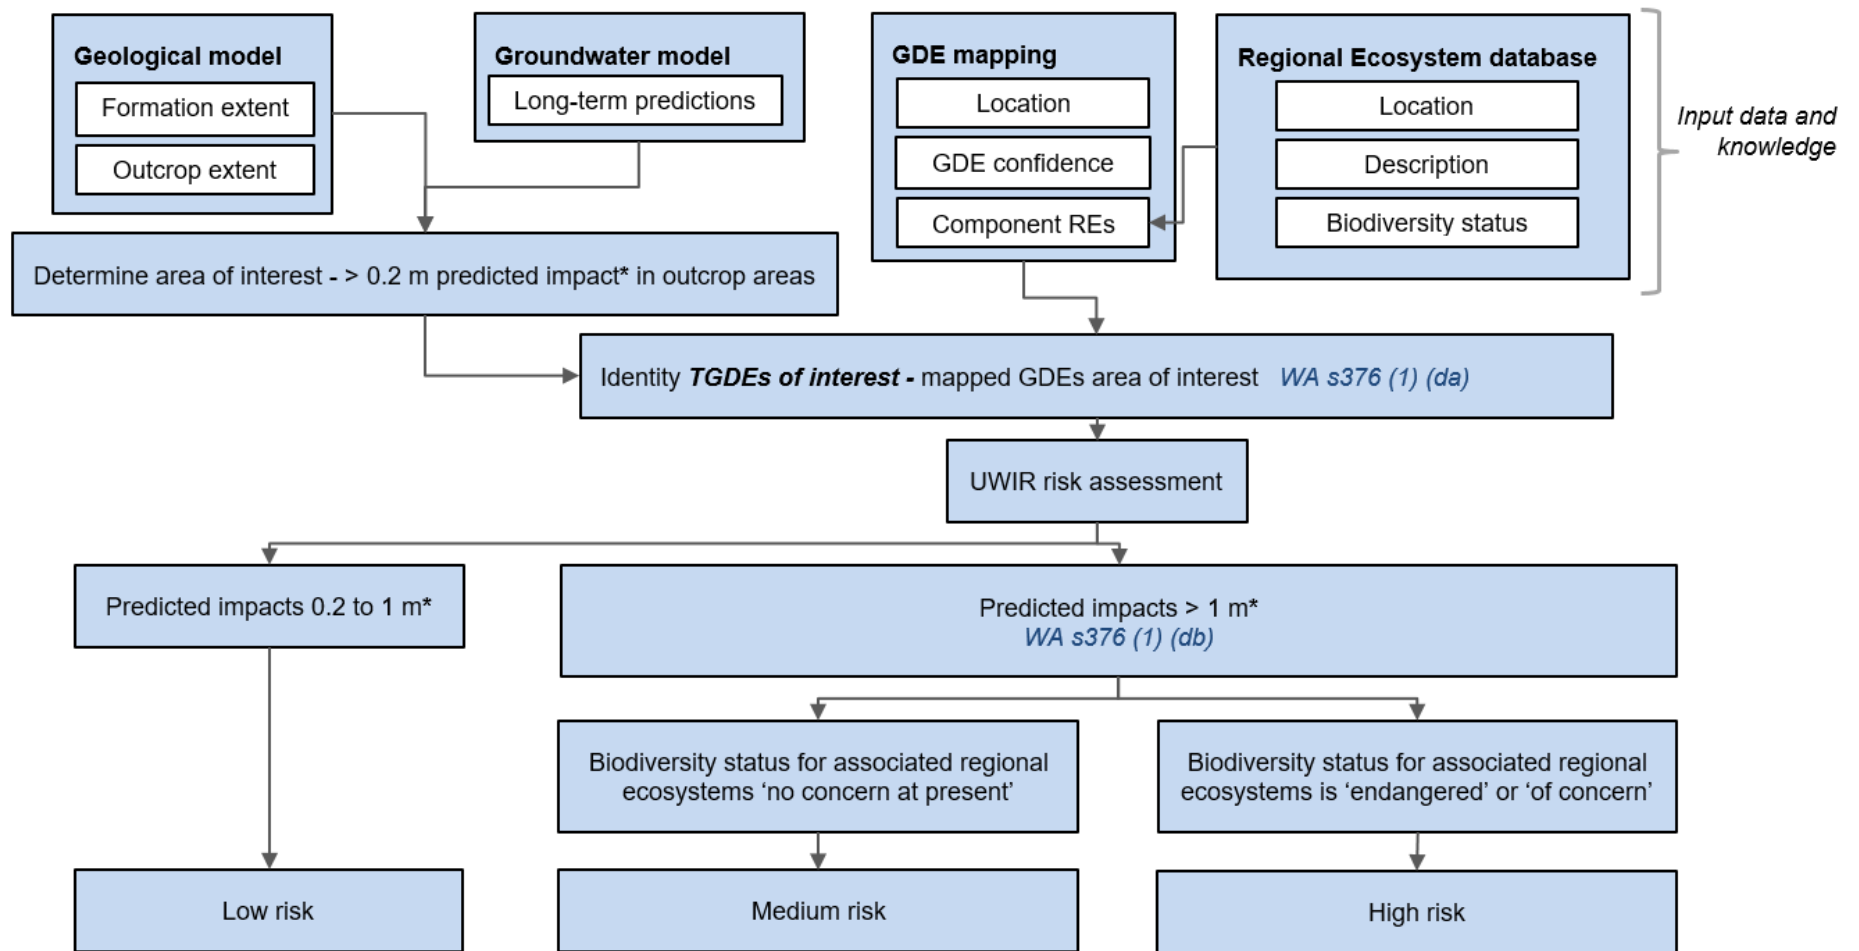 Geological model
Formation extent
Outcrop extent
Groundwater model
Long-term predictions
GDE mapping
Location
GDE confidence
Component REs
Regional Ecosystem database
Location
Description
Biodiversity status
Input data and
knowledge
Determine area of interest - > 0.2 m predicted impact* in outcrop areas
Identity TGDEs of interest - mapped GDEs area of interest WA s376 (1) (da)
UWIR risk assessment
Predicted impacts 0.2 to 1 m*
Predicted impacts > 1 m*
WA s376 (1) (db)
Biodiversity status for associated regional
ecosystems ‘no concern at present’
Biodiversity status for associated regional
ecosystems is ‘endangered’ or ‘of concern’
Low risk
Medium risk
High risk